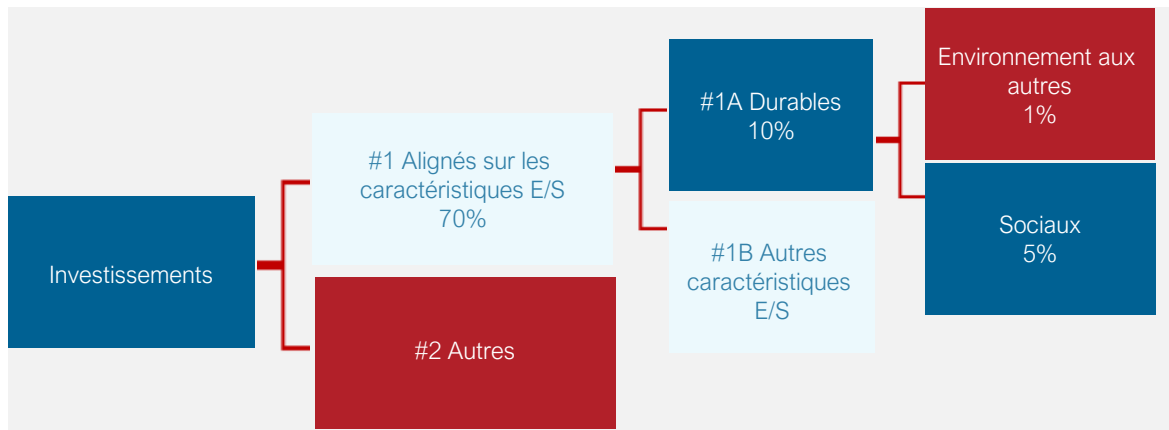 Investissements
#1 Alignés sur les
caractéristiques E/S
70%
#2 Autres
#1A Durables
10%
#1B Autres
caractéristiques
E/S
Environnement aux
autres
1%
Sociaux
5%